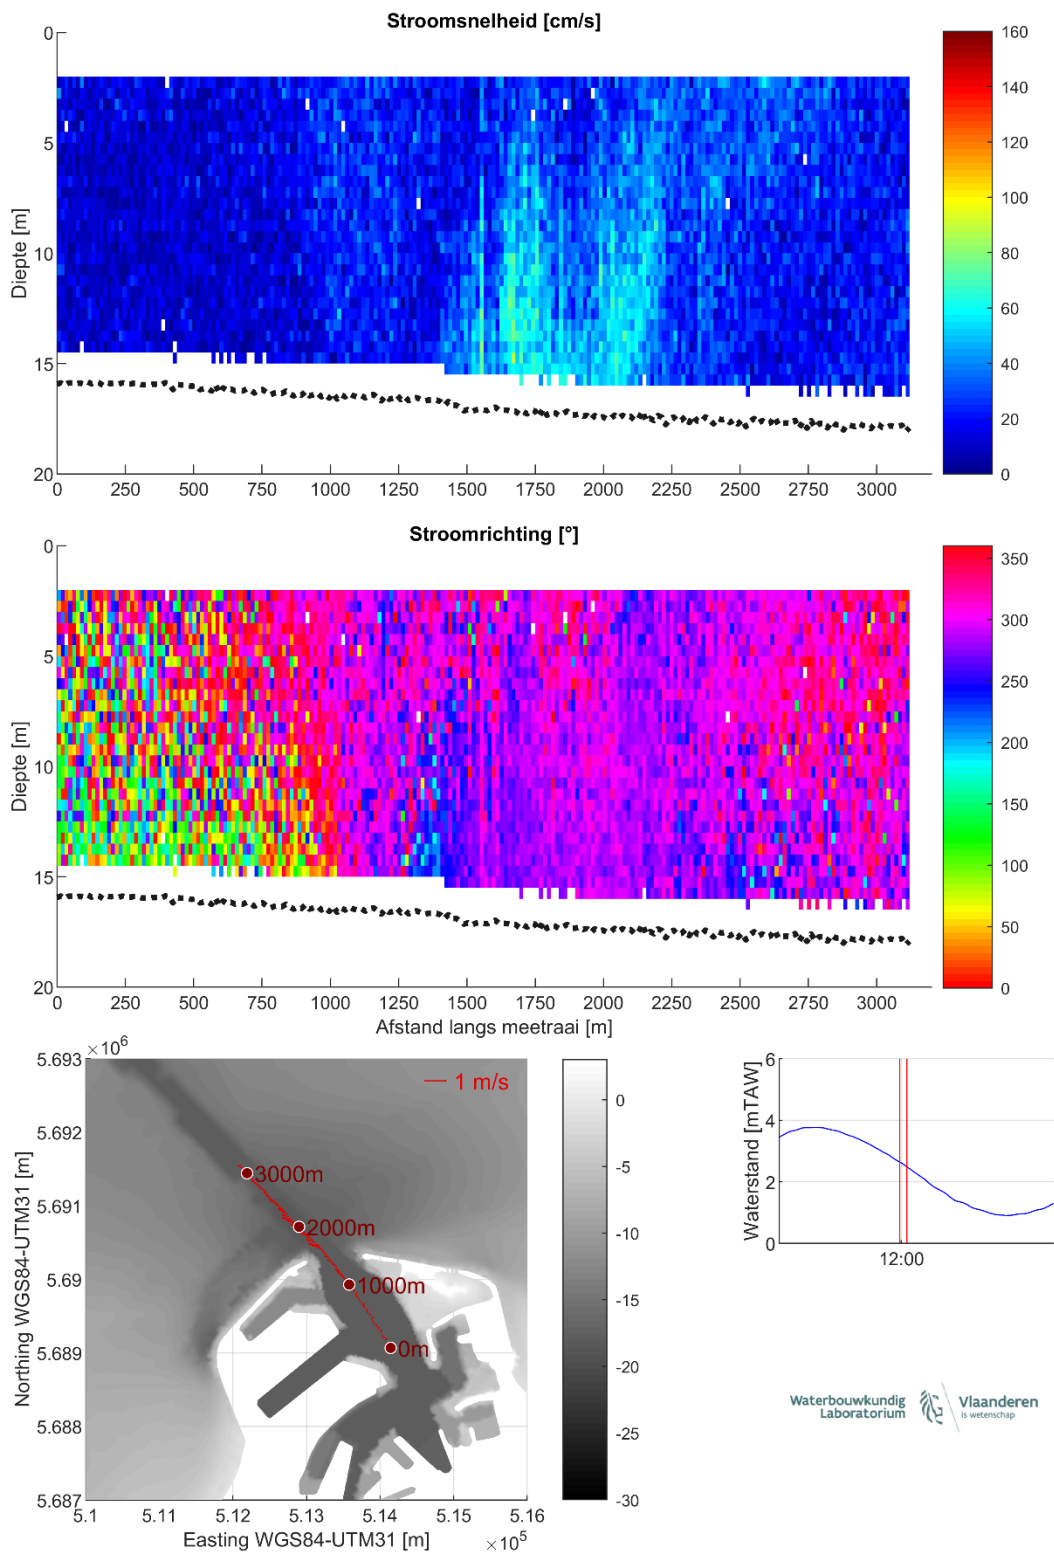 Stroomsnelheid [cm/s]
0
5
10
15
20
Diepte [m]
0 250 500 750 1000 1250 1500 1750 2000 2250 2500 2750 3000
160
140
120
100
80
60
40
20
0
Stroomrichting [°]
0
5
10
15
20
Diepte [m]
0 250 500 750 1000 1250 1500 1750 2000 2250 2500 2750 3000
Afstand langs meetraai [m]
350
300
250
200
150
100
50
0
×10⁶
5.693
5.692
5.691
5.69
5.689
5.688
5.687
Northing WGS84-UTM31 [m]
1 m/s
3000m
2000m
1000m
0m
5.1 5.12 5.13 5.14 5.15 5.16
Easting WGS84-UTM31 [m]
×10⁵
0
-5
-10
-15
-20
-25
-30
Waterstand [mTAW]
6
4
2
0
12:00
Waterbouwkundig
Laboratorium
Vlaanderen
is wetenschap